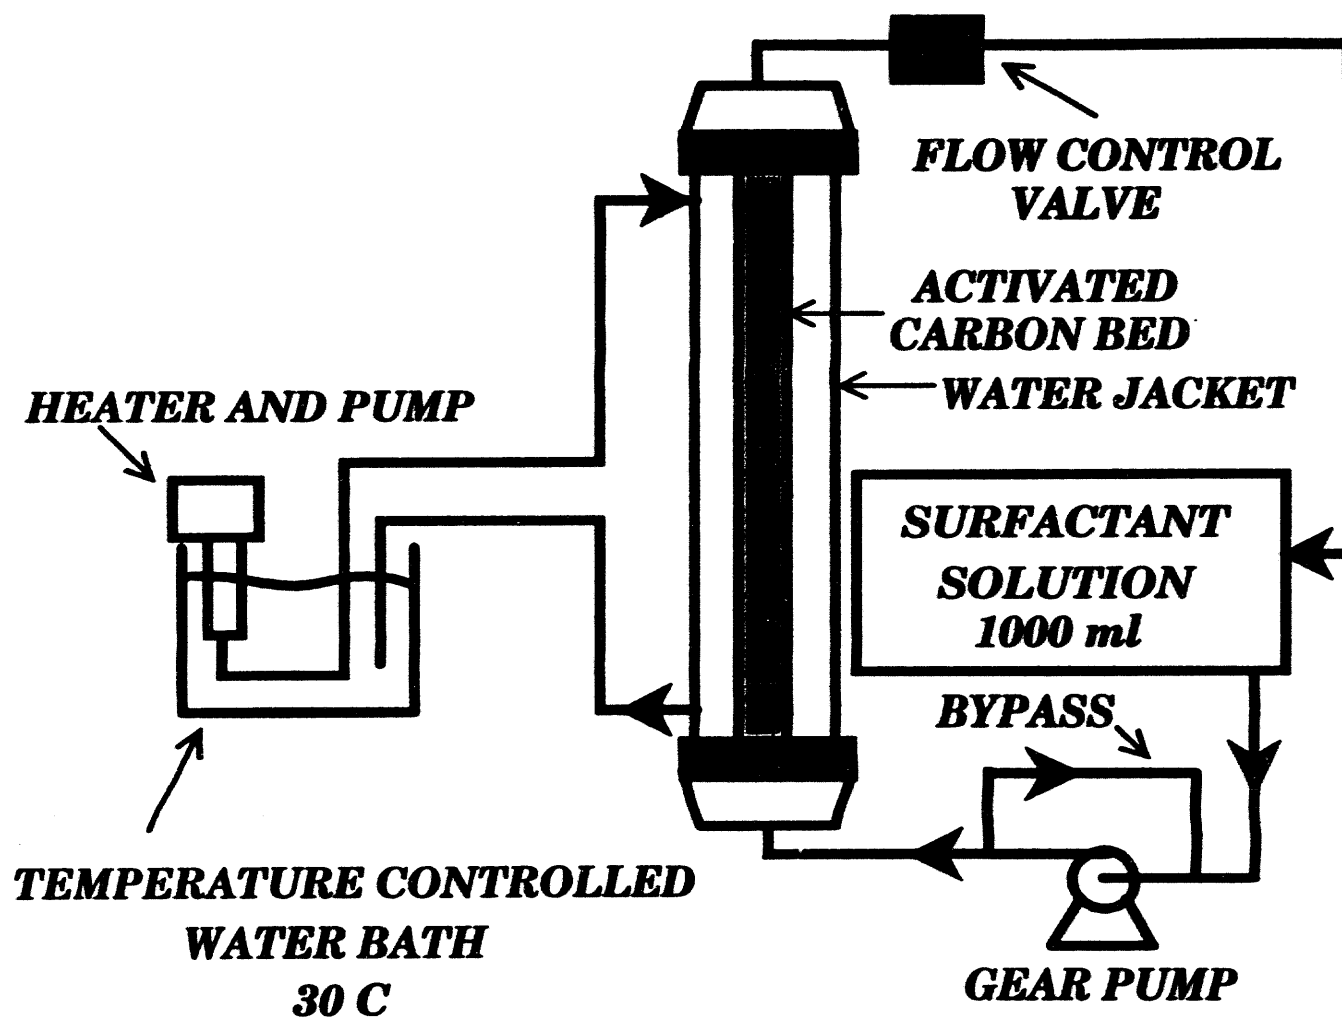 FLOW CONTROL
VALVE
ACTIVATED
CARBON BED
WATER JACKET
HEATER AND PUMP
SURFACTANT
SOLUTION
1000 ml
BYPASS
TEMPERATURE CONTROLLED
WATER BATH
30 C
GEAR PUMP